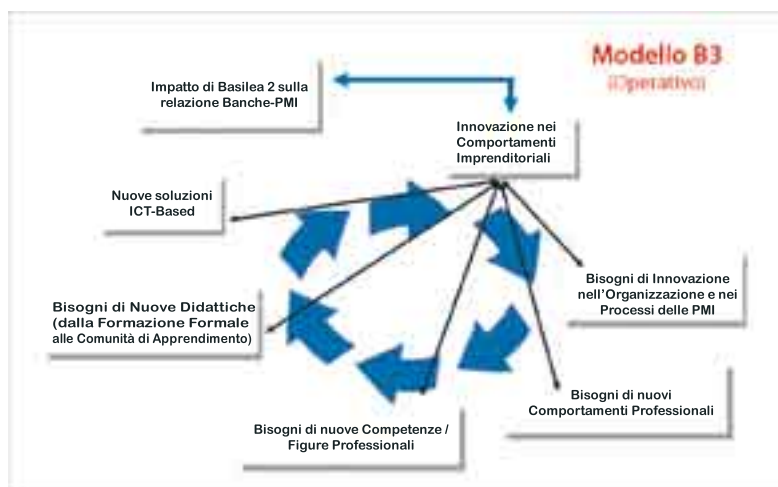 Modello B3
(Operativo)
Impatto di Basilea 2 sulla
relazione Banche-PMI
Innovazione nei
Comportamenti
Imprenditoriali
Nuove soluzioni
ICT-Based
Bisogni di Innovazione
nell'Organizzazione e nei
Processi delle PMI
Bisogni di Nuove Didattiche
(dalla Formazione Formale
alle Comunità di Apprendimento)
Bisogni di nuovi
Comportamenti Professionali
Bisogni di nuove Competenze /
Figure Professionali